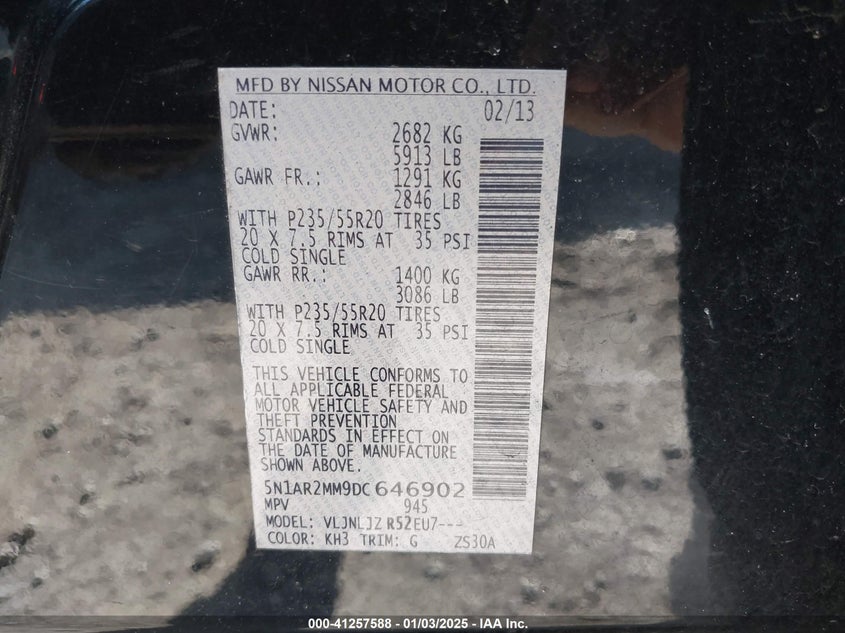 MFD BY NISSAN MOTOR CO., LTD.
DATE: 02/13
GVWR: 2682 KG
5913 LB
GAWR FR.: 1291 KG
2846 LB
WITH P235/55R20 TIRES
20 X 7.5 RIMS AT 35 PSI
COLD SINGLE
GAWR RR.: 1400 KG
3086 LB
WITH P235/55R20 TIRES
20 X 7.5 RIMS AT 35 PSI
COLD SINGLE
THIS VEHICLE CONFORMS TO
ALL APPLICABLE FEDERAL
MOTOR VEHICLE SAFETY AND
THEFT PREVENTION
STANDARDS IN EFFECT ON
THE DATE OF MANUFACTURE
SHOWN ABOVE.
5N1AR2MM9DC646902
MPV 945
MODEL: VLJNLJZ R52EU7---
COLOR: KH3 TRIM: G ZS30A
000-41257588 - 01/03/2025 - IAA Inc.